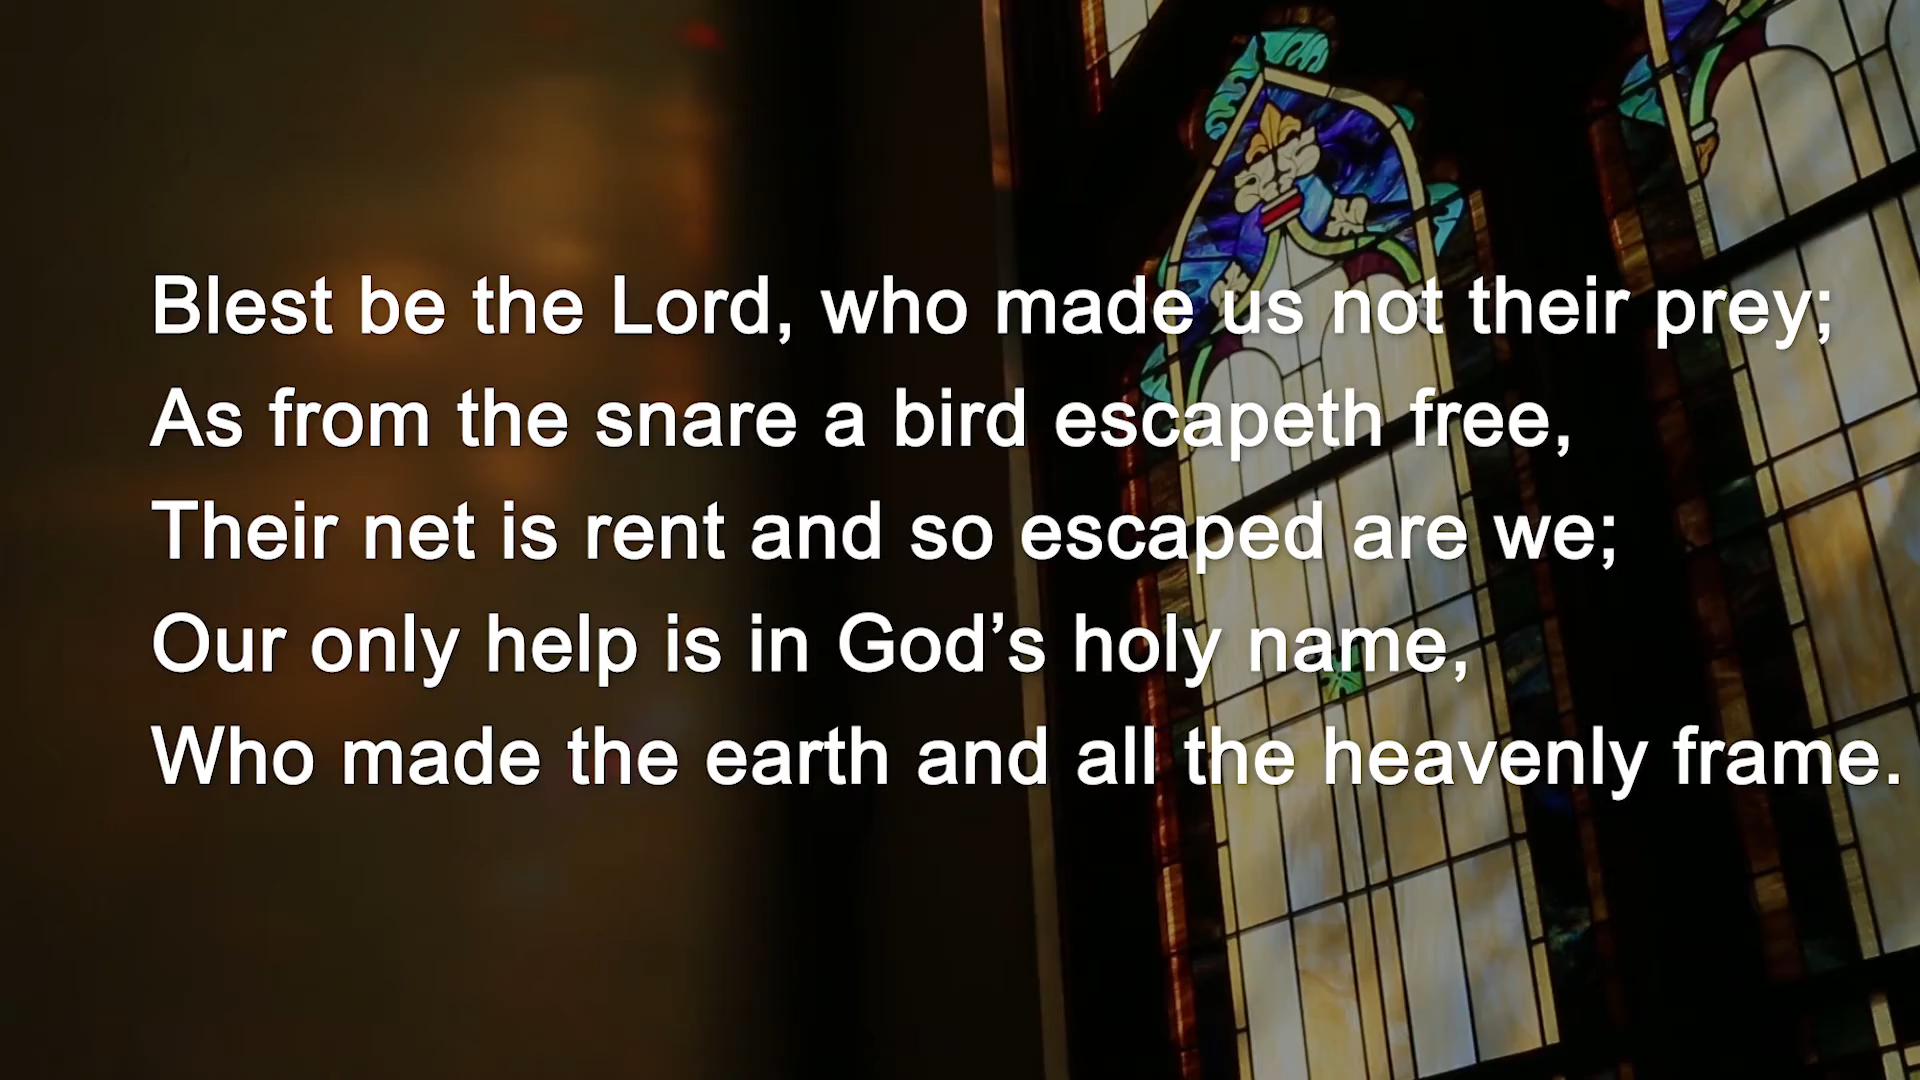 Blest be the Lord, who made us not their prey;
As from the snare a bird escapeth free,
Their net is rent and so escaped are we;
Our only help is in God’s holy name,
Who made the earth and all the heavenly frame.